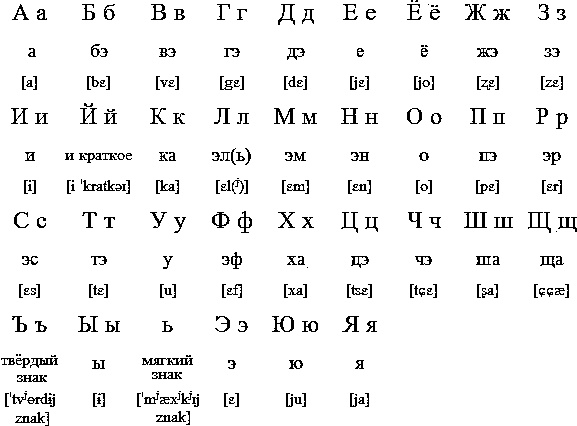 А а Б б В в Г г Д д Е е Ё ё Ж ж З з
а бэ вэ гэ дэ е ё жэ зэ
[a] [bɛ] [vɛ] [gɛ] [dɛ] [jɛ] [jo] [ʐɛ] [zɛ]
И и Й й К к Л л М м Н н О о П п Р р
и и краткое ка эл(ь) эм эн о пэ эр
[i] [i ˈkratkəɪ] [ka] [ɛl(ʲ)] [ɛm] [ɛn] [o] [pɛ] [ɛr]
С с Т т У у Ф ф Х х Ц ц Ч ч Ш ш Щ щ
эс тэ у эф ха цэ чэ ша ща
[ɛs] [tɛ] [u] [ɛf] [xa] [tsɛ] [tɕɛ] [ʂa] [ɕɕæ]
Ъ ъ Ы ы ь Э э Ю ю Я я
твёрдый знак ы мягкий знак э ю я
[ˈtvʲɵrdɨj znak] [ɨ] [ˈmʲæxʲkʲɪj znak] [ɛ] [ju] [ja]